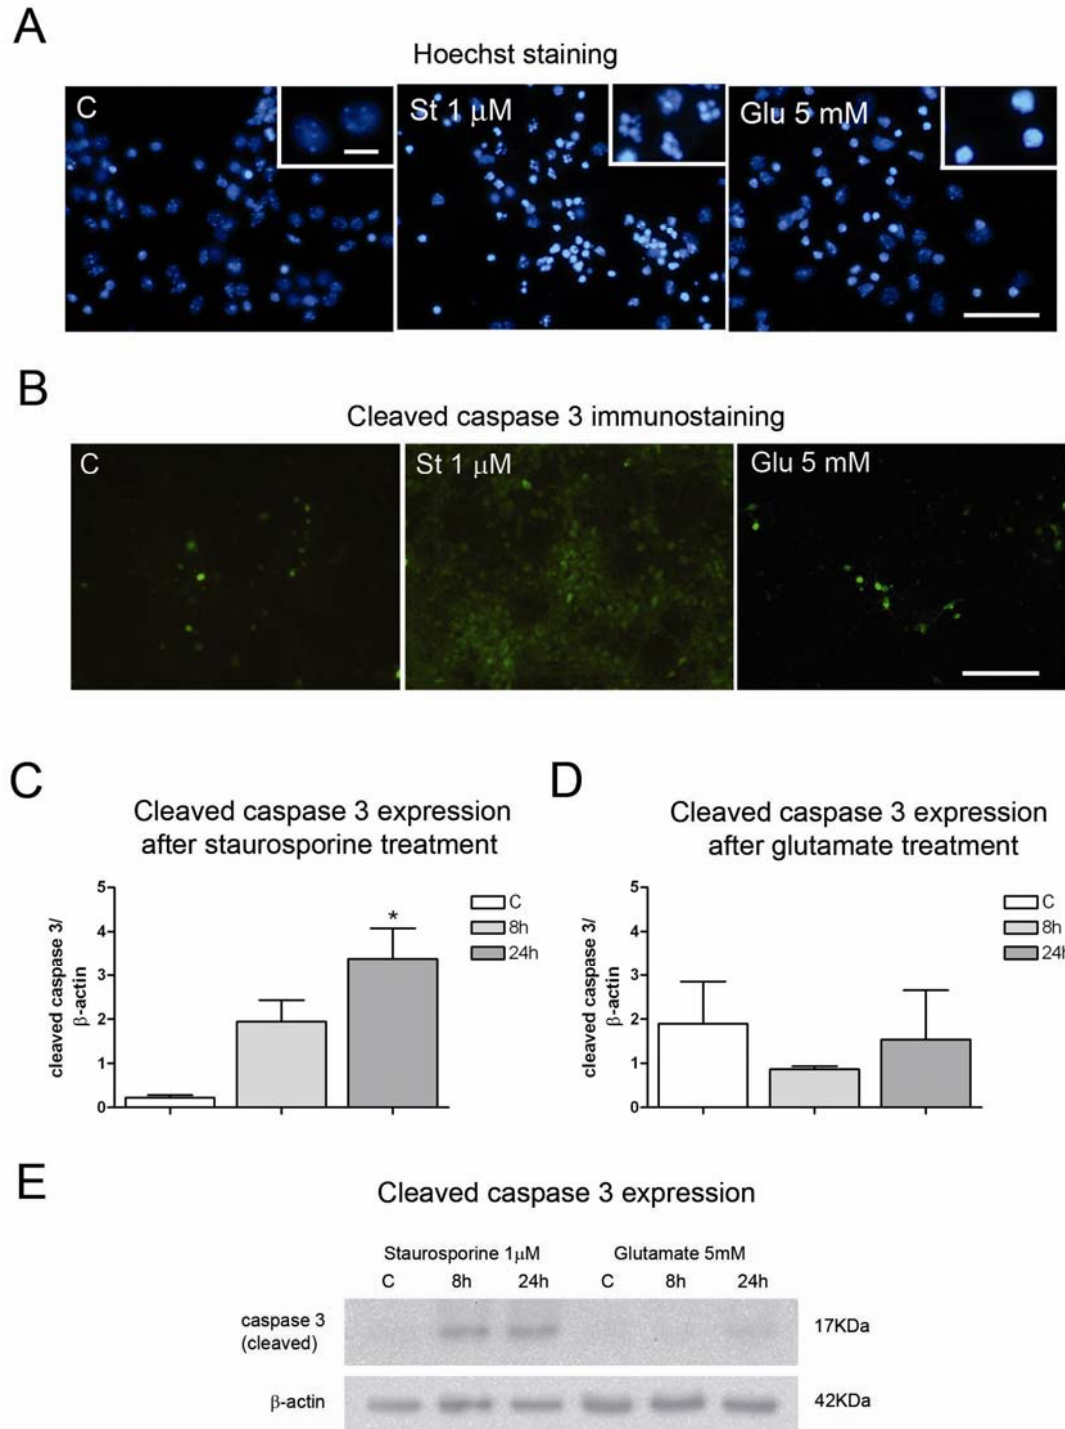 A
Hoechst staining
C
St 1 μM
Glu 5 mM
B
Cleaved caspase 3 immunostaining
C
St 1 μM
Glu 5 mM
C
Cleaved caspase 3 expression
after staurosporine treatment
cleaved caspase 3/
β-actin
5
4
3
2
1
0
*
C
8h
24h
D
Cleaved caspase 3 expression
after glutamate treatment
cleaved caspase 3/
β-actin
5
4
3
2
1
0
C
8h
24h
E
Cleaved caspase 3 expression
Staurosporine 1μM Glutamate 5mM
C 8h 24h C 8h 24h
caspase 3
(cleaved)
17KDa
β-actin
42KDa